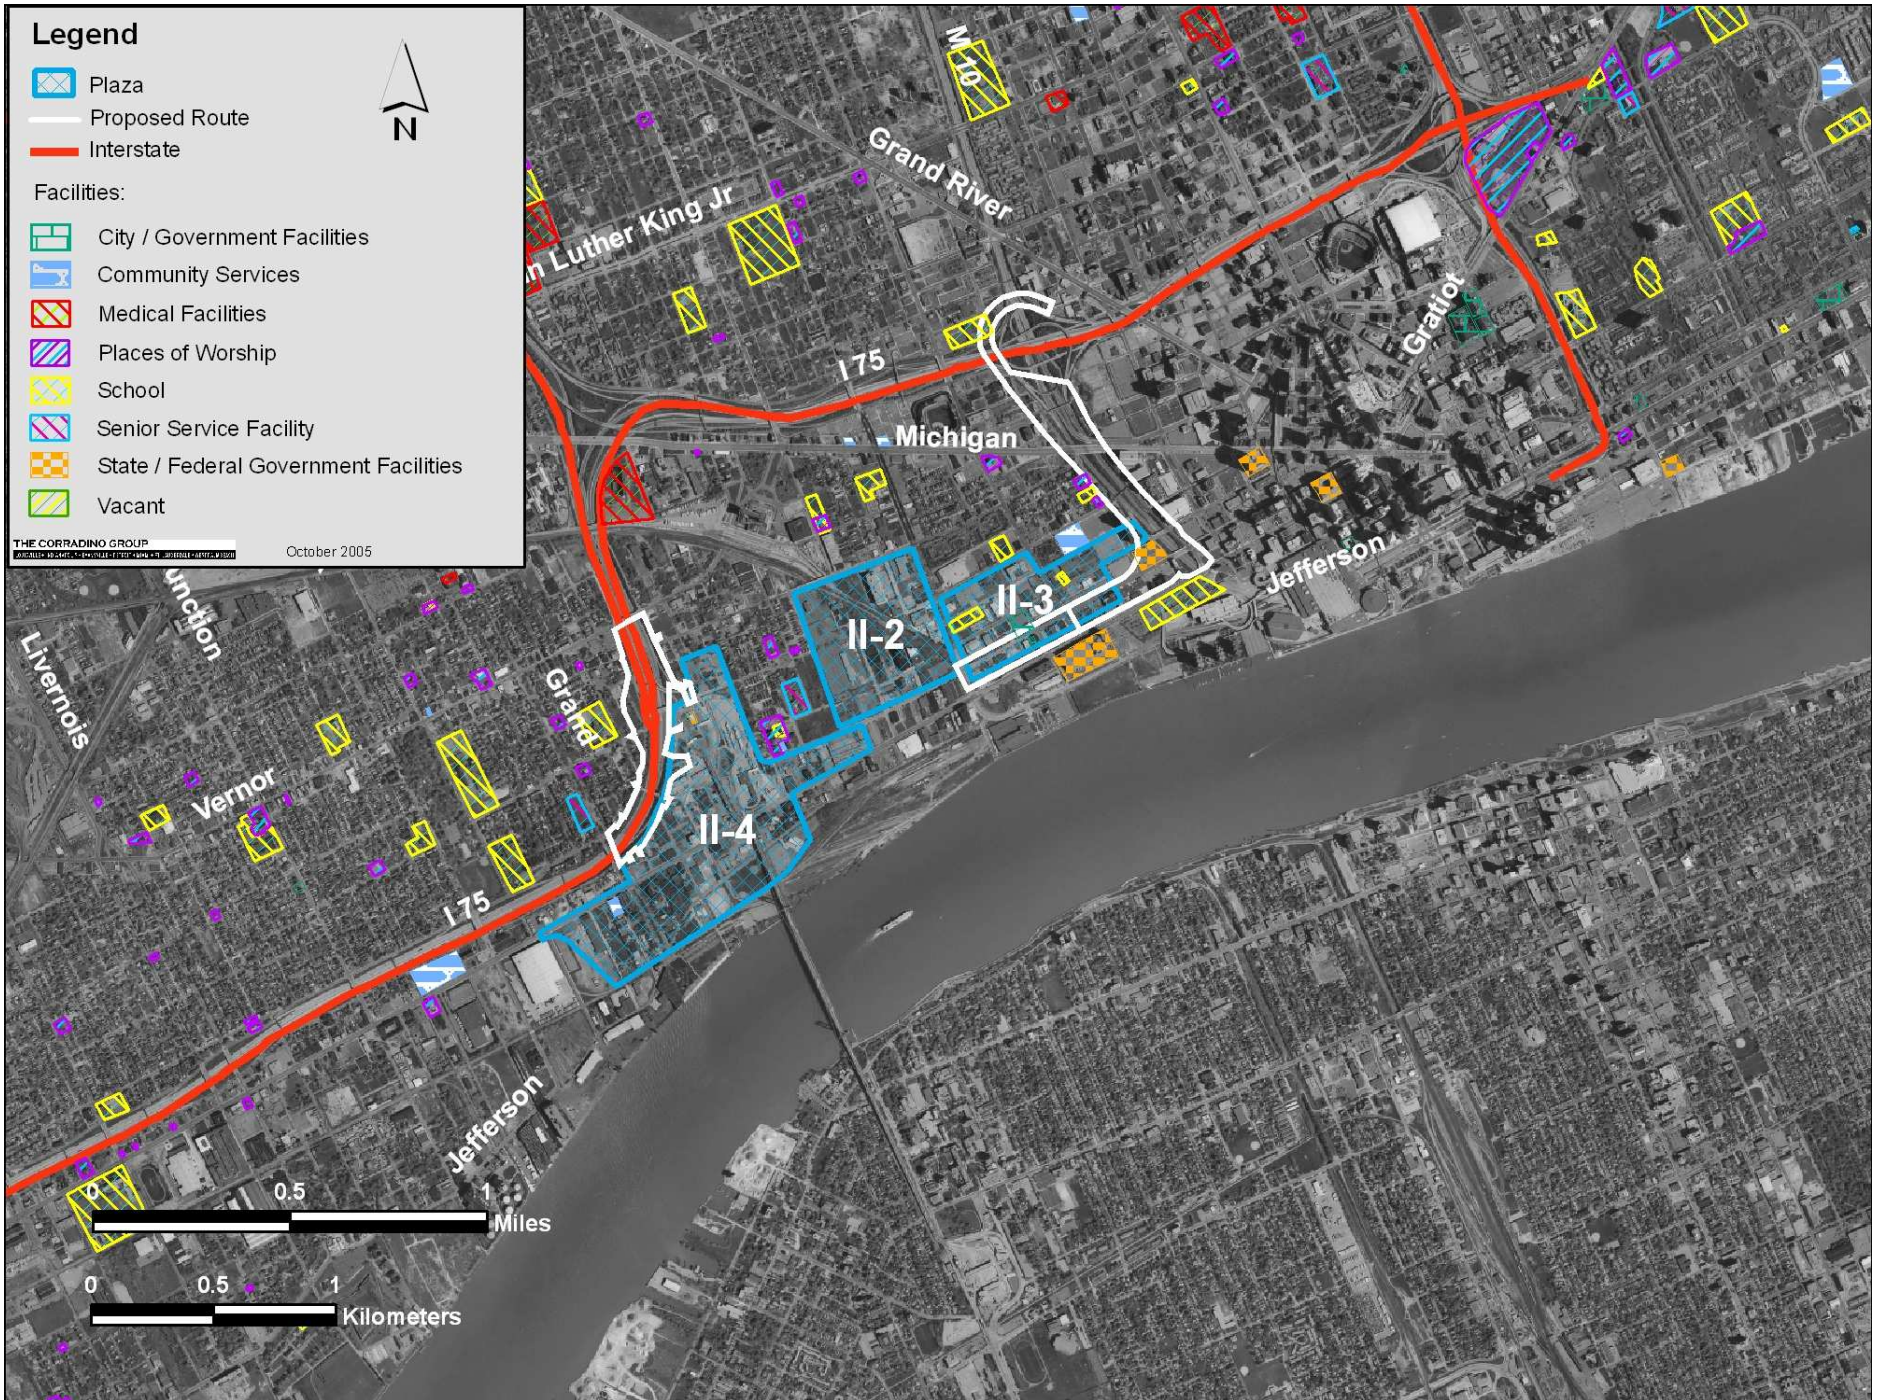 Legend
Plaza
Proposed Route
Interstate
N
Facilities:
City / Government Facilities
Community Services
Medical Facilities
Places of Worship
School
Senior Service Facility
State / Federal Government Facilities
Vacant
THE CORRADINO GROUP
October 2005
M 10
Grand River
n Luther King Jr
Gratiot
I 75
Michigan
Jefferson
unction
Livernois
Grand
Vernor
II-2
II-3
II-4
I 75
Jefferson
0 0.5 1
Miles
0 0.5 1
Kilometers